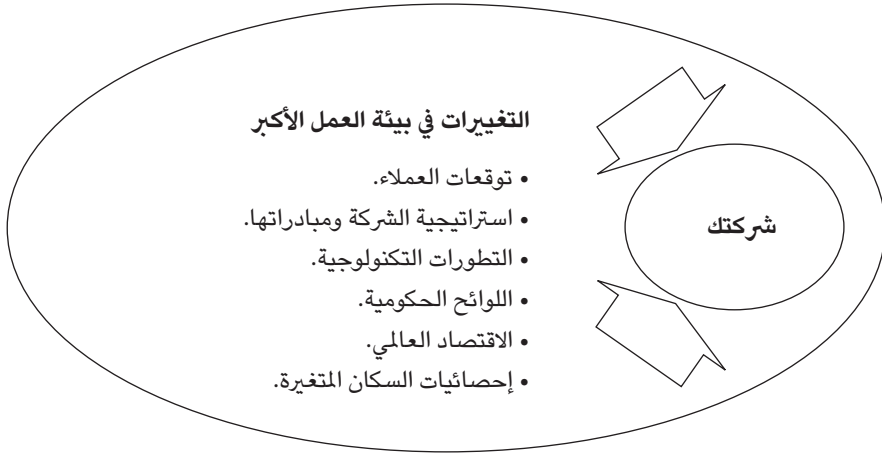 التغييرات في بيئة العمل الأكبر
• توقعات العملاء.
• استراتيجية الشركة ومبادراتها.
• التطورات التكنولوجية.
• اللوائح الحكومية.
• الاقتصاد العالمي.
• إحصائيات السكان المتغيرة.
شركتك